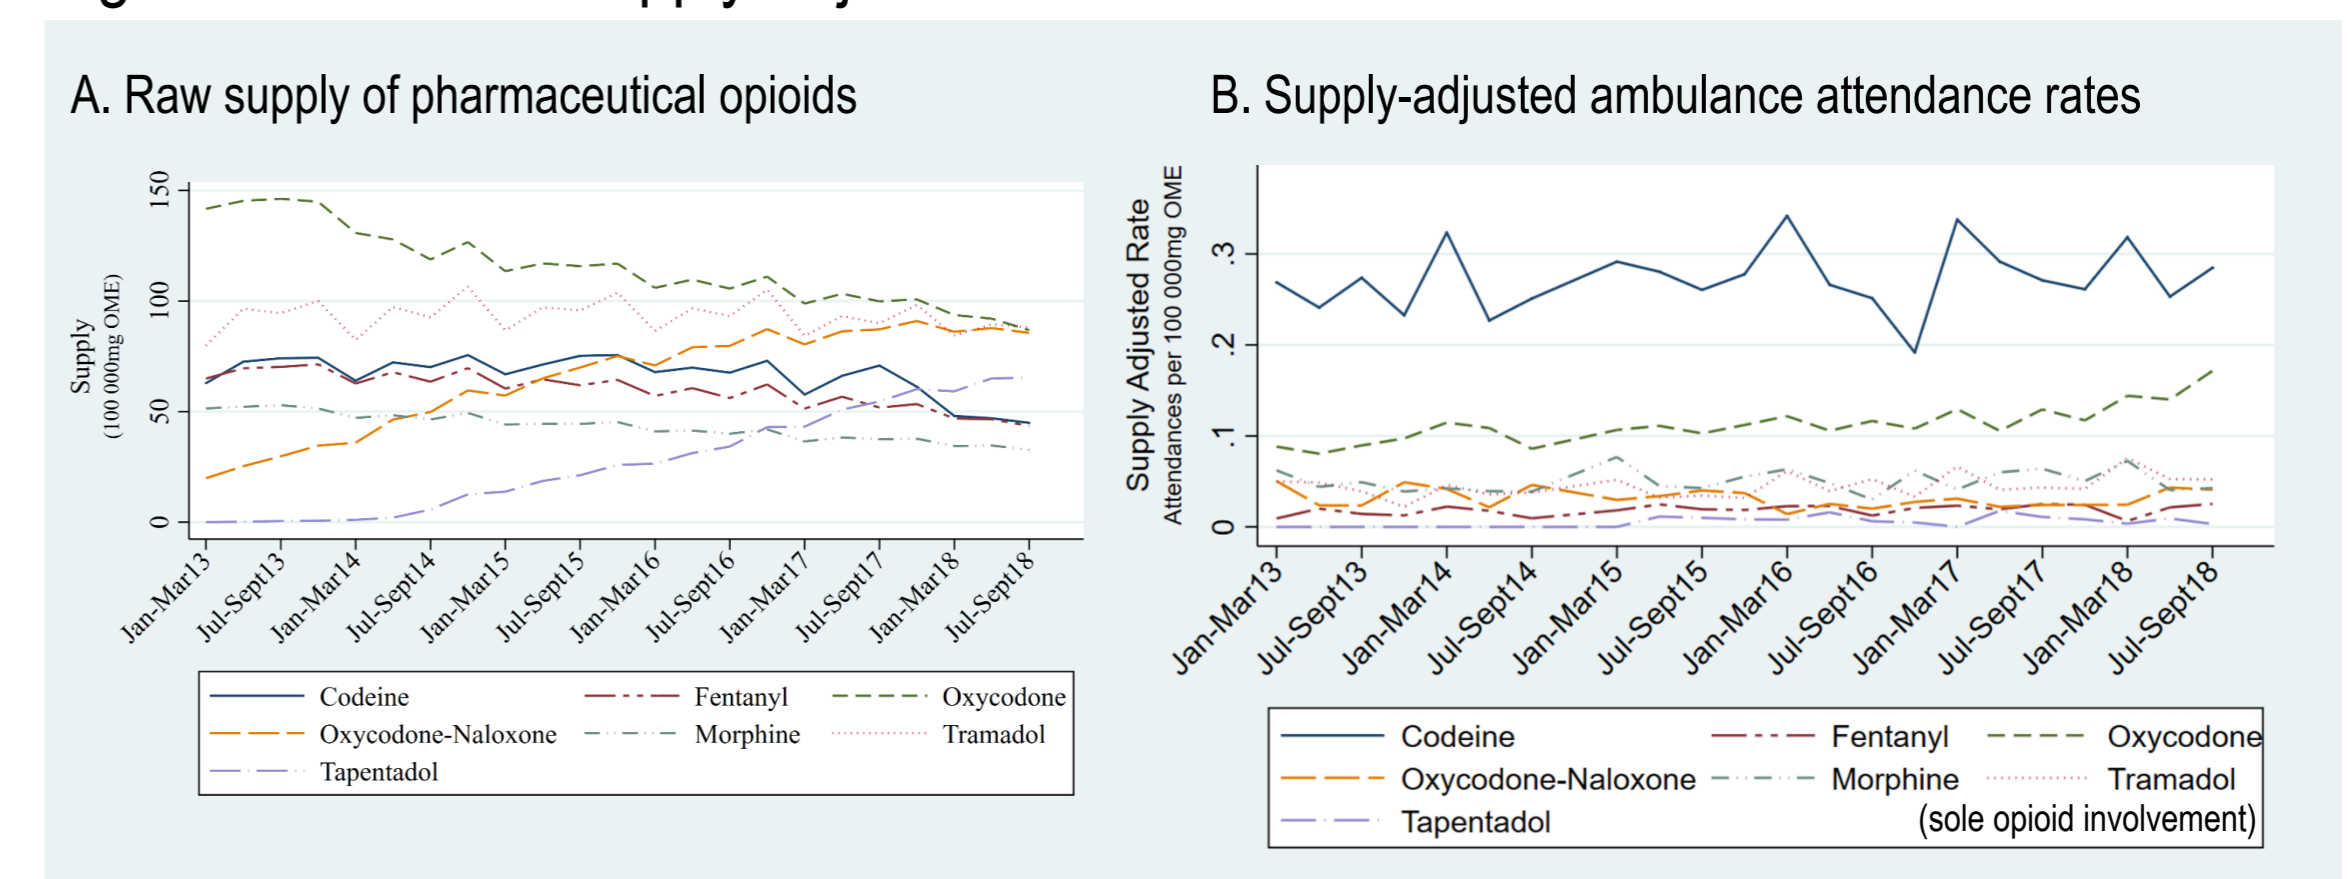 A. Raw supply of pharmaceutical opioids
Supply
(100 000mg OME)
150
100
50
0
Jan-Mar13
Jul-Sept13
Jan-Mar14
Jul-Sept14
Jan-Mar15
Jul-Sept15
Jan-Mar16
Jul-Sept16
Jan-Mar17
Jul-Sept17
Jan-Mar18
Jul-Sept18
Codeine Fentanyl Oxycodone
Oxycodone-Naloxone Morphine Tramadol
Tapentadol
B. Supply-adjusted ambulance attendance rates
Supply Adjusted Rate
Attendances per 100 000mg OME
.3
.2
.1
0
Jan-Mar13
Jul-Sept13
Jan-Mar14
Jul-Sept14
Jan-Mar15
Jul-Sept15
Jan-Mar16
Jul-Sept16
Jan-Mar17
Jul-Sept17
Jan-Mar18
Jul-Sept18
Codeine Fentanyl Oxycodone
Oxycodone-Naloxone Morphine Tramadol
Tapentadol (sole opioid involvement)